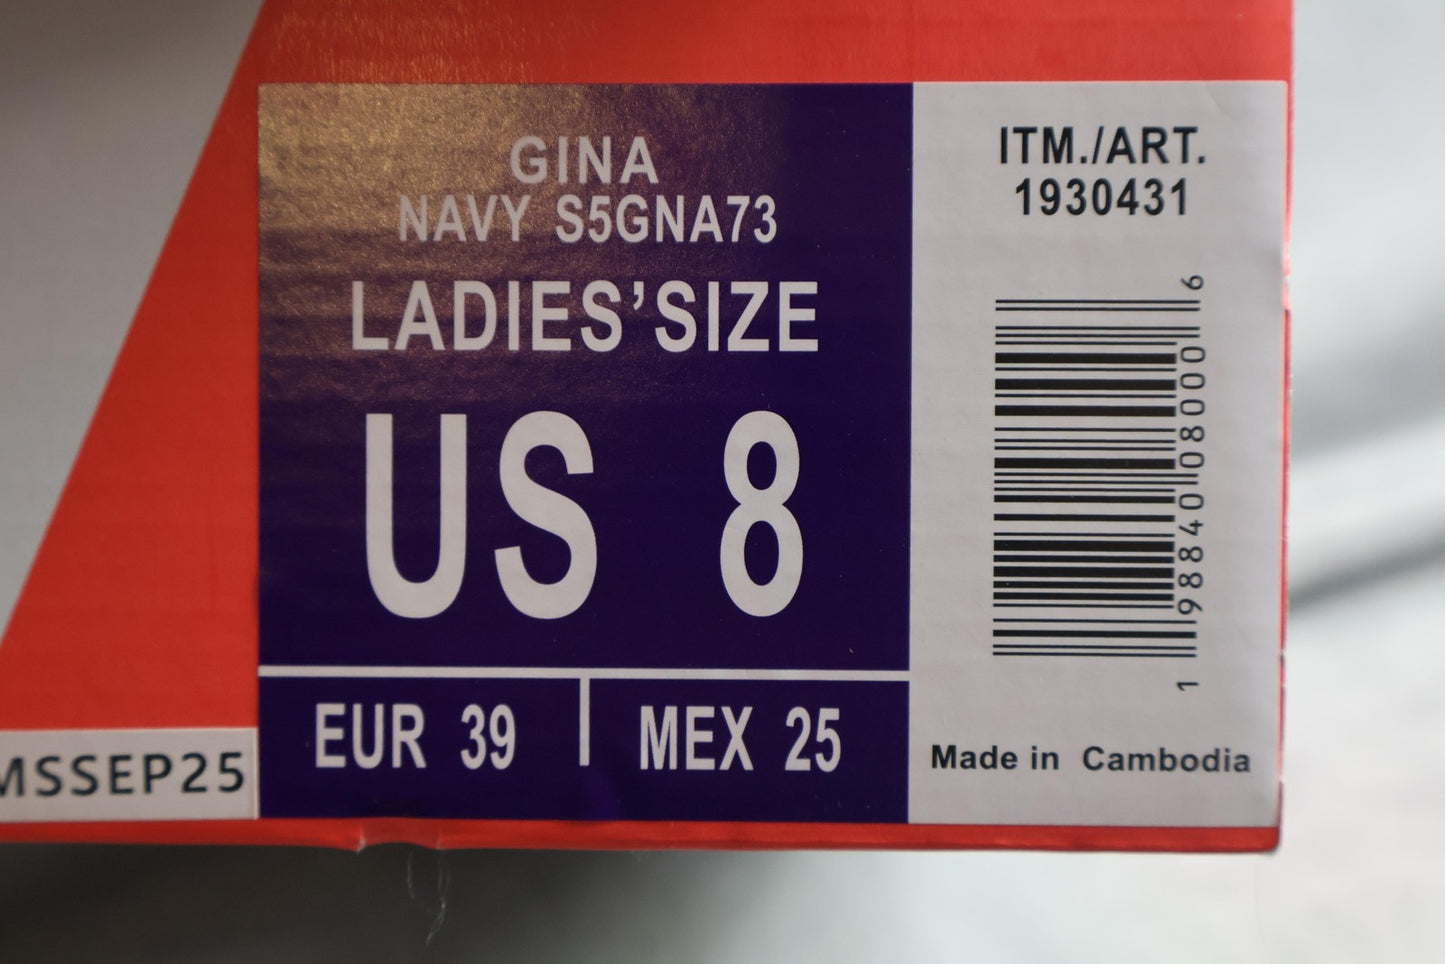 GINA
NAVY S5GNA73
LADIES'SIZE
US 8
EUR 39
MEX 25
ITM./ART.
1930431
1 98840 08000 6
Made in Cambodia
MSSEP25